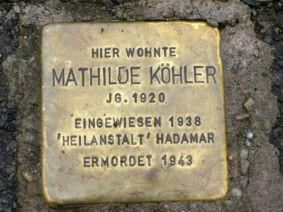 HIER WOHNTE
MATHILDE KÖHLER
JG. 1920
EINGEWIESEN 1938
'HEILANSTALT' HADAMAR
ERMORDET 1943